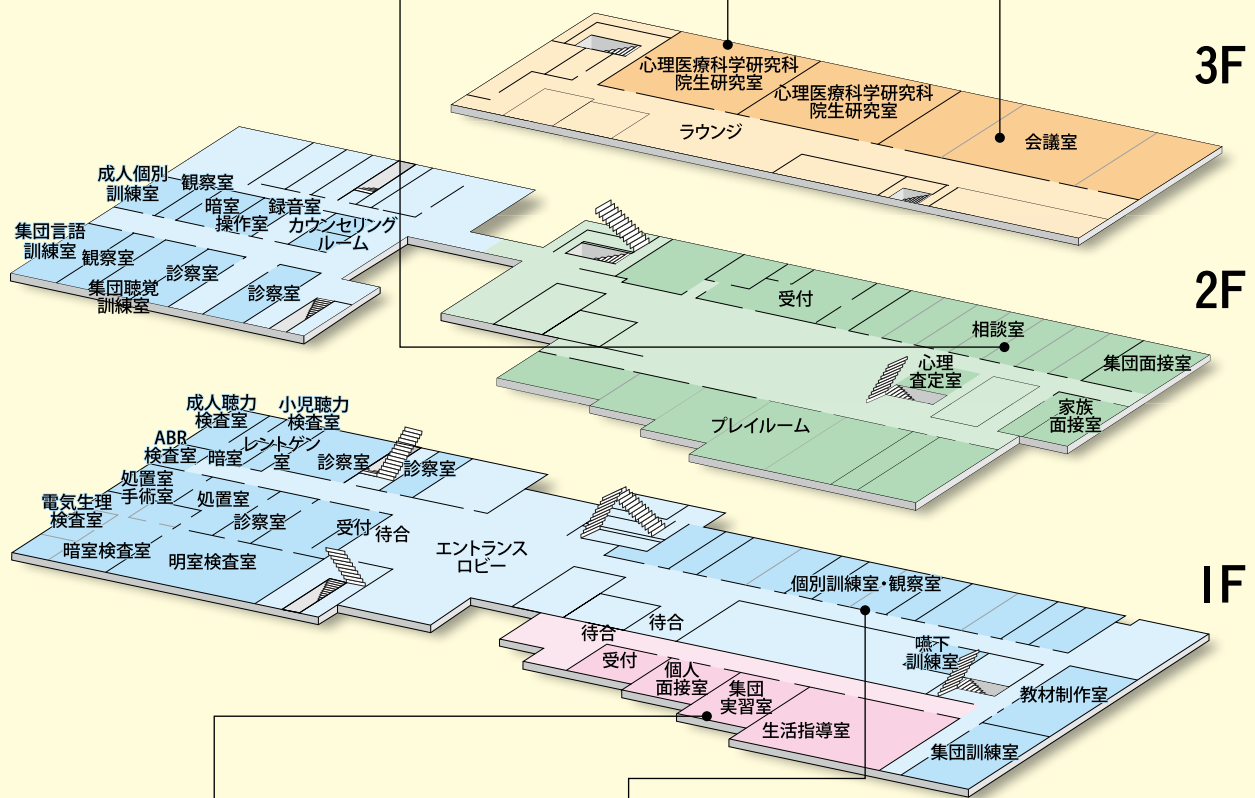 3F
心理医療科学研究科
院生研究室
心理医療科学研究科
院生研究室
会議室
ラウンジ
2F
成人個別
訓練室
観察室
暗室
操作室
録音室
カウンセリング
ルーム
集団言語
訓練室
観察室
集団聴覚
訓練室
診察室
診察室
受付
相談室
集団面接室
心理
査定室
家族
面接室
プレイルーム
1F
成人聴力
検査室
小児聴力
検査室
ABR
検査室
暗室
レントゲン
室
診察室
診察室
処置室
手術室
処置室
電気生理
検査室
診察室
受付
待合
暗室検査室
明室検査室
エントランス
ロビー
個別訓練室・観察室
待合
待合
受付
個人
面接室
集団
実習室
生活指導室
嚥下
訓練室
教材制作室
集団訓練室